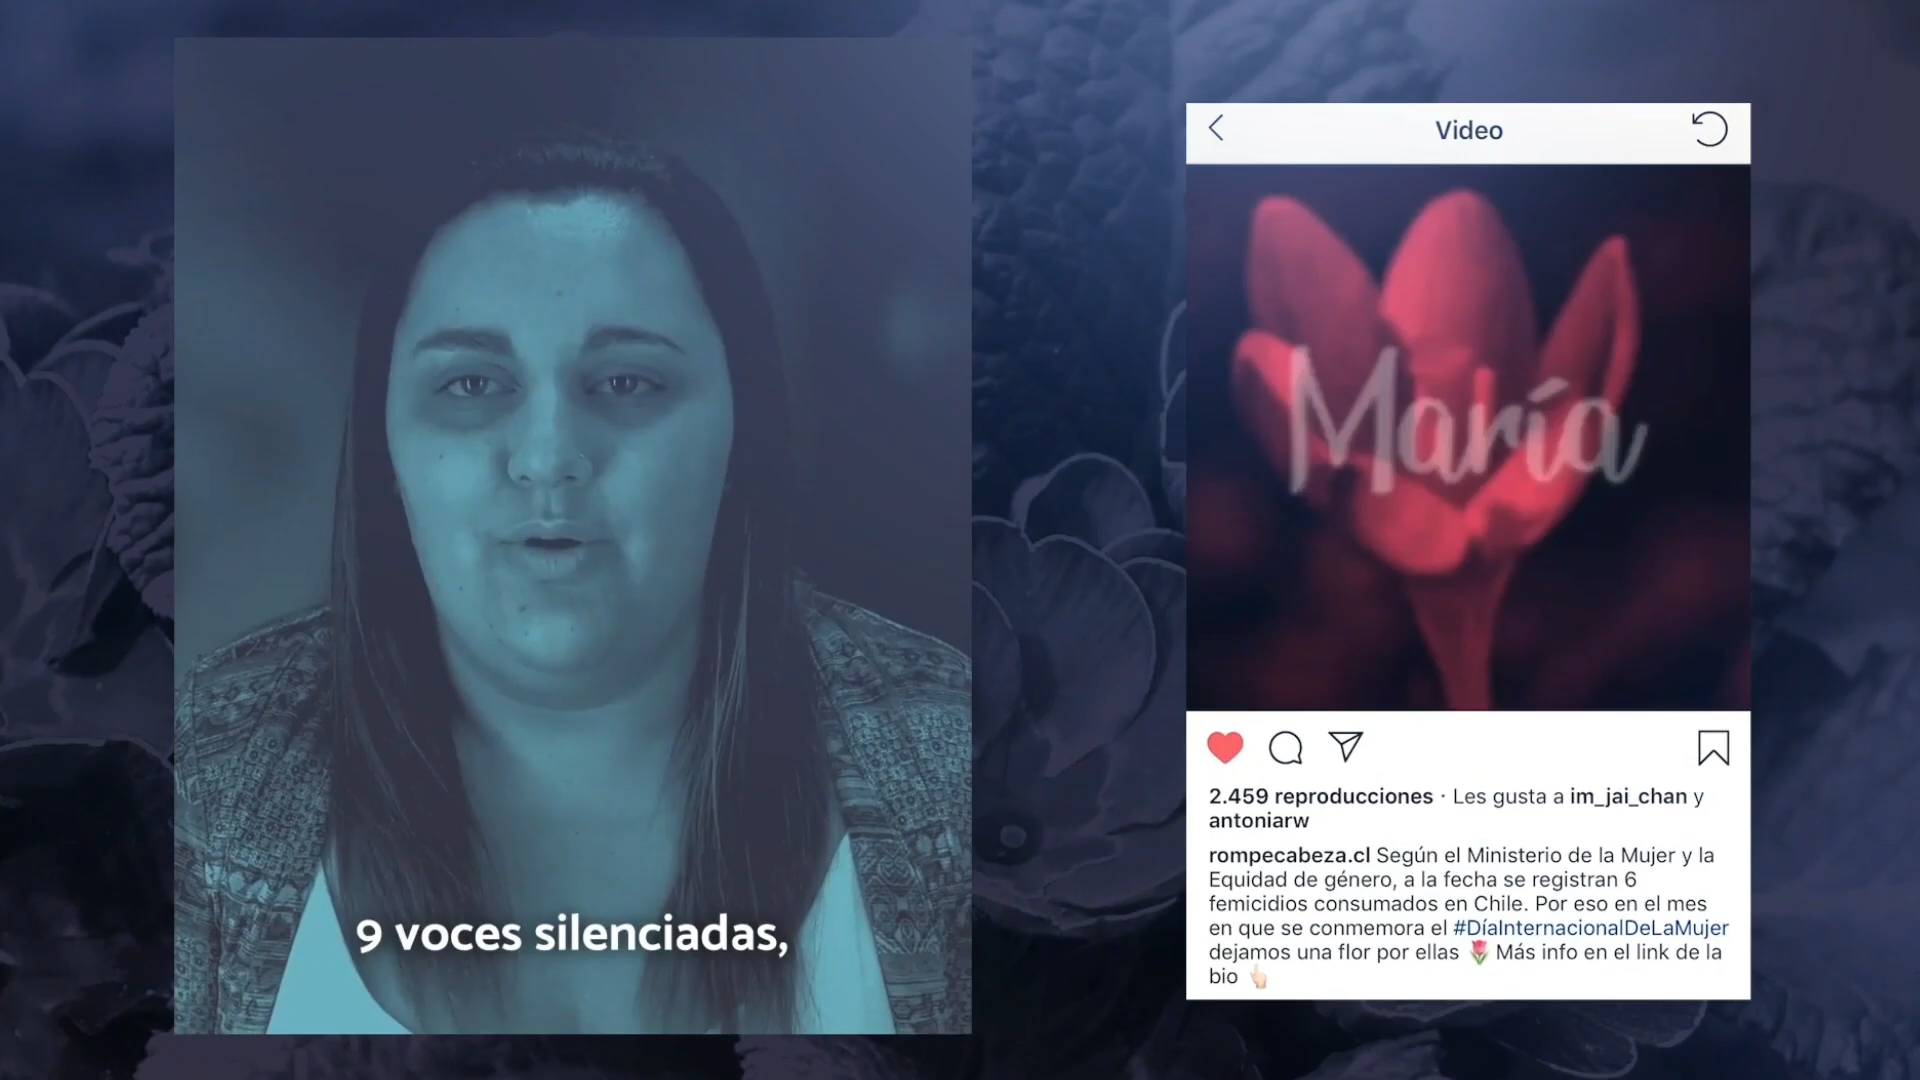 9 voces silenciadas,
Video
María
2.459 reproducciones · Les gusta a im_jai_chan y
antoniarw
rompecabeza.cl Según el Ministerio de la Mujer y la
Equidad de género, a la fecha se registran 6
femicidios consumados en Chile. Por eso en el mes
en que se conmemora el #DíaInternacionalDeLaMujer
dejamos una flor por ellas 🌷 Más info en el link de la
bio 👆🏻